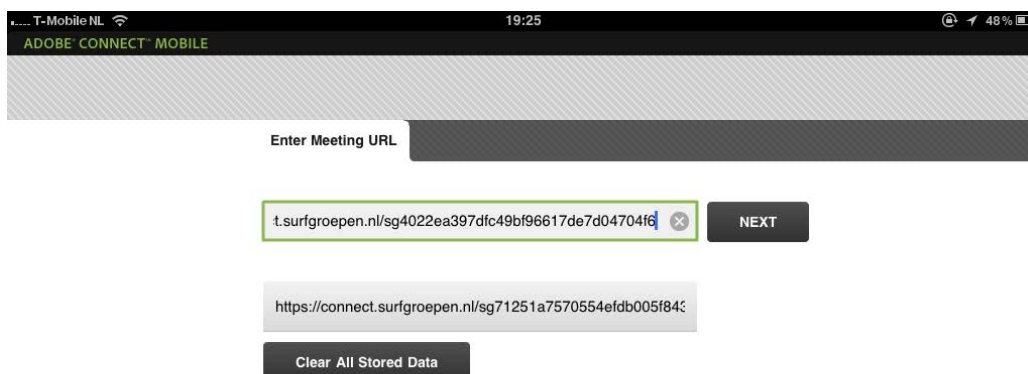 T-Mobile NL 19:25 48%
ADOBE® CONNECT™ MOBILE
Enter Meeting URL
t.surfgroepen.nl/sg4022ea397dfc49bf96617de7d04704f6 NEXT
https://connect.surfgroepen.nl/sg71251a7570554efdb005f843
Clear All Stored Data